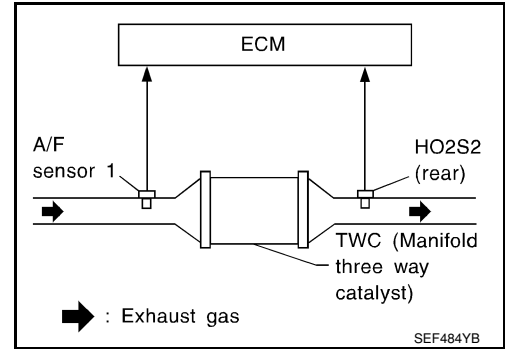 ECM
A/F
sensor 1
HO2S2
(rear)
TWC (Manifold
three way
catalyst)
: Exhaust gas
SEF484YB